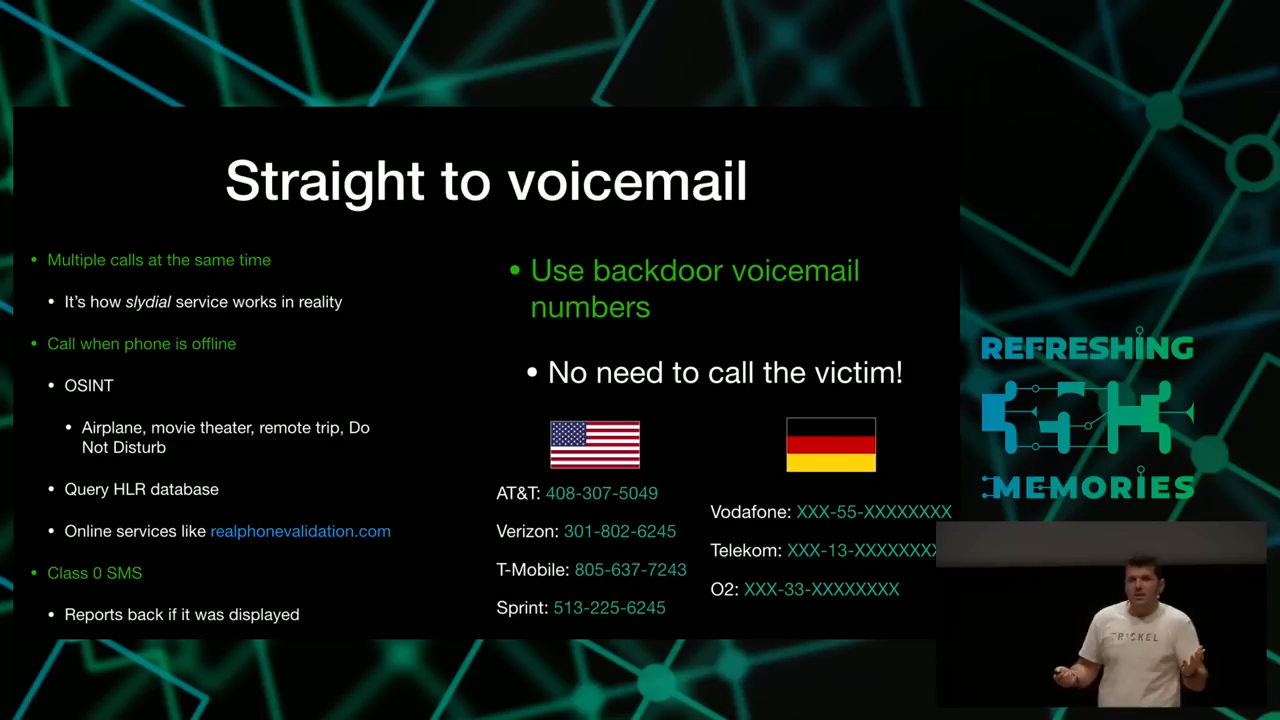 Straight to voicemail
• Multiple calls at the same time
• It's how slydial service works in reality
• Call when phone is offline
• OSINT
• Airplane, movie theater, remote trip, Do
Not Disturb
• Query HLR database
• Online services like realphonevalidation.com
• Class 0 SMS
• Reports back if it was displayed
• Use backdoor voicemail
numbers
• No need to call the victim!
AT&T: 408-307-5049
Verizon: 301-802-6245
T-Mobile: 805-637-7243
Sprint: 513-225-6245
Vodafone: XXX-55-XXXXXXXX
Telekom: XXX-13-XXXXXXXX
O2: XXX-33-XXXXXXXX
REFRESHING
MEMORIES
TRICKEL